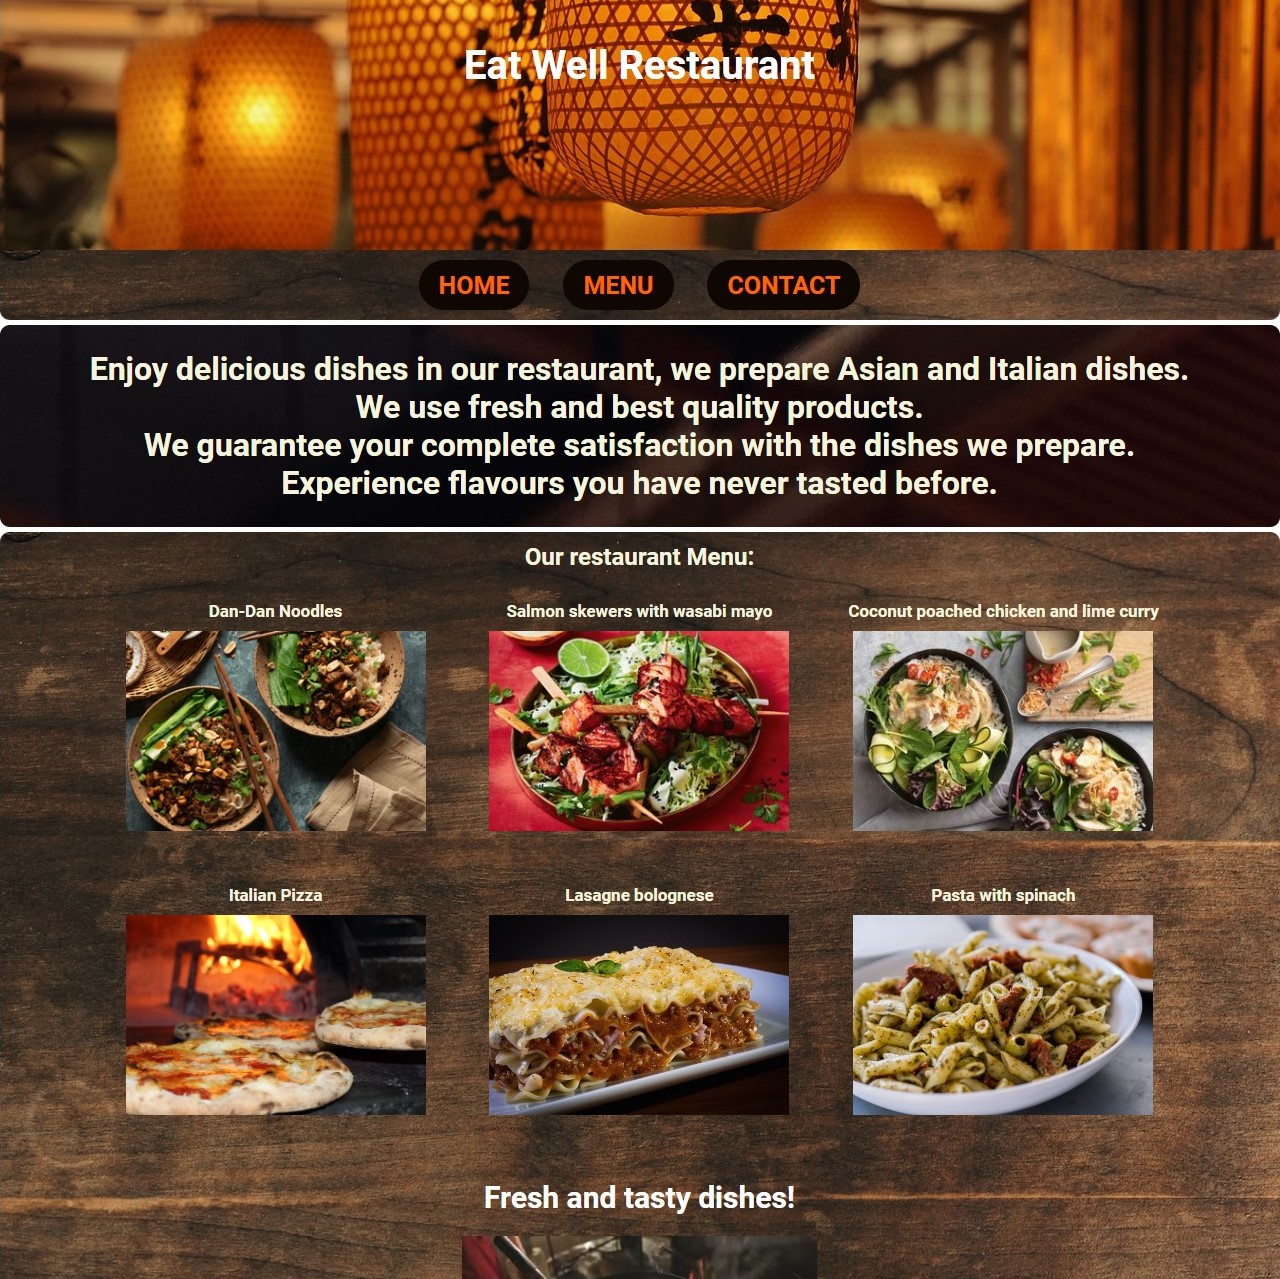 米
Eat Well Restaurant
HOME
MENU
CONTACT
Enjoy delicious dishes in our restaurant, we prepare Asian and Italian dishes.
We use fresh and best quality products.
We guarantee your complete satisfaction with the dishes we prepare.
Experience flavours you have never tasted before.
Our restaurant Menu:
Dan-Dan Noodles
Salmon skewers with wasabi mayo
Coconut poached chicken and lime curry
Italian Pizza
Lasagne bolognese
Pasta with spinach
Fresh and tasty dishes!